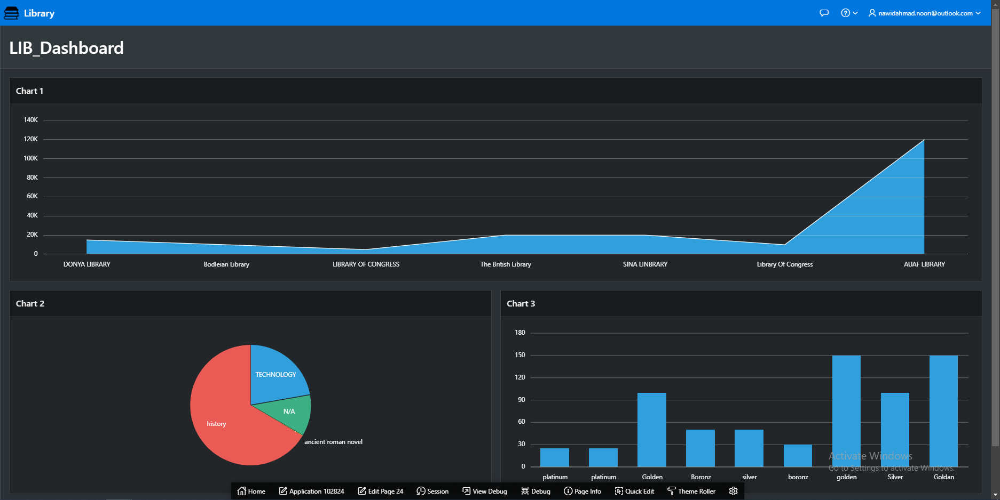 Library
nawidahmad.noori@outlook.com
LIB_Dashboard
Chart 1
140K
120K
100K
80K
60K
40K
20K
0
DONYA LIBRARY Bodleian Library LIBRARY OF CONGRESS The British Library SINA LINBRARY Library Of Congress AUAF LIBRARY
Chart 2
TECHNOLOGY
N/A
history
ancient roman novel
Chart 3
180
150
120
90
60
30
0
platinum platinum Golden Boronz silver boronz golden Silver Goldan
Activate Windows
Go to Settings to activate Windows.
Home Application 102824 Edit Page 24 Session View Debug Debug Page Info Quick Edit Theme Roller